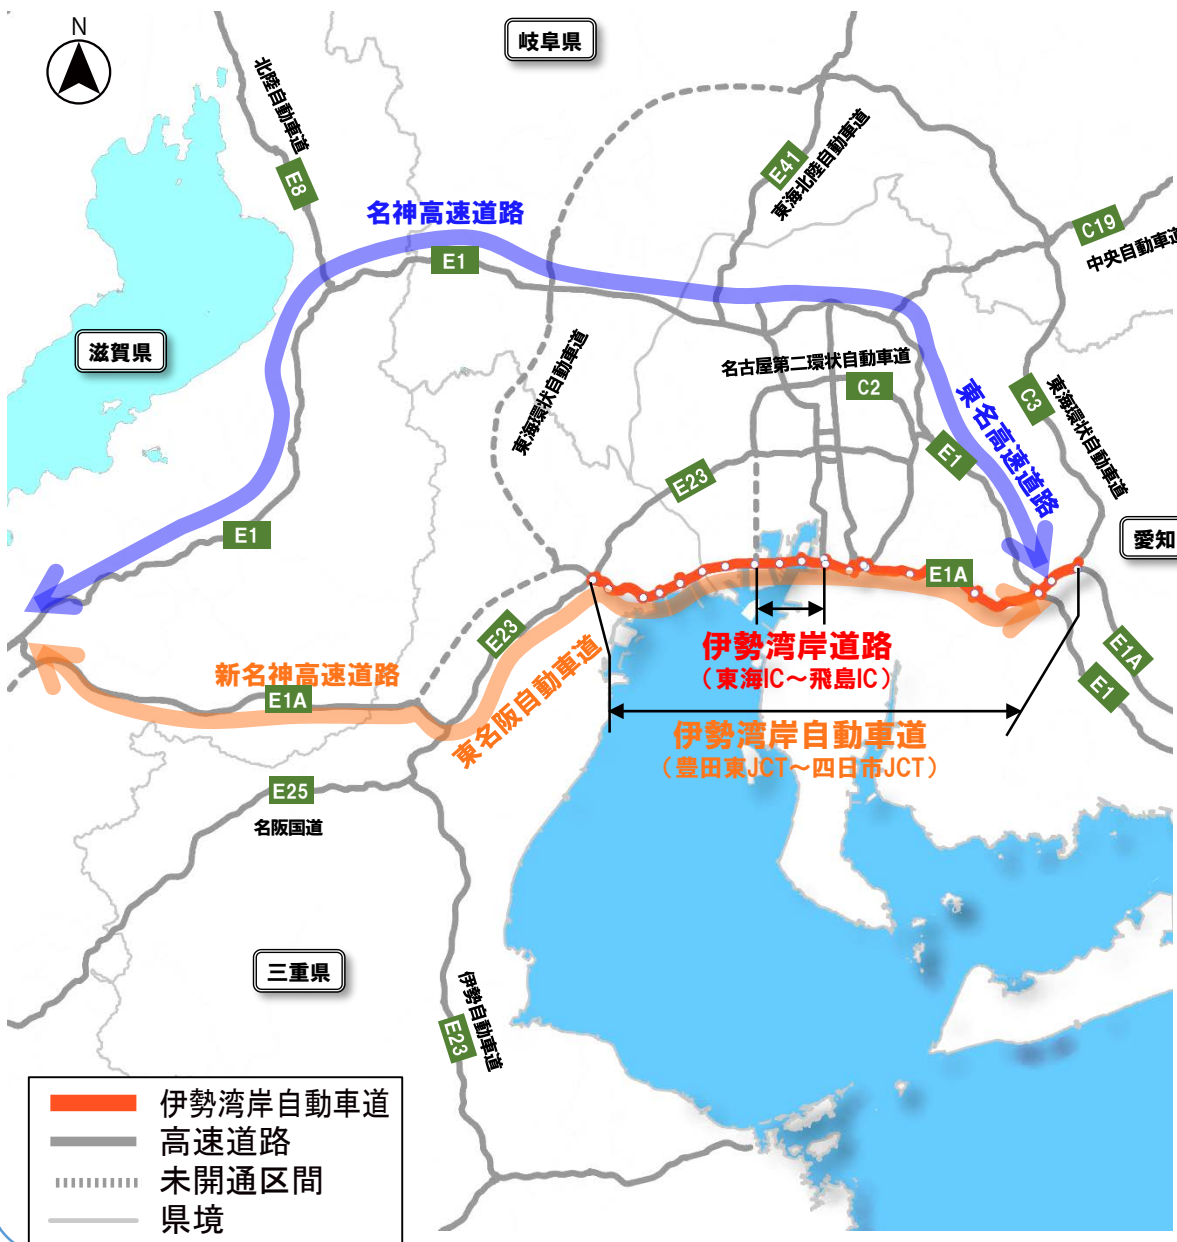 N
岐阜県
北陸自動車道
E8
E41
東海北陸自動車道
名神高速道路
E1
C19
中央自動車道
滋賀県
東海環状自動車道
名古屋第二環状自動車道
C2
C3
東海環状自動車道
東名高速道路
E1
E23
E1
愛知
E1A
E23
伊勢湾岸道路
(東海IC～飛島IC)
E1A
E1
新名神高速道路
E1A
東名阪自動車道
伊勢湾岸自動車道
(豊田東JCT～四日市JCT)
E25
名阪国道
三重県
伊勢自動車道
E23
伊勢湾岸自動車道
高速道路
未開通区間
県境